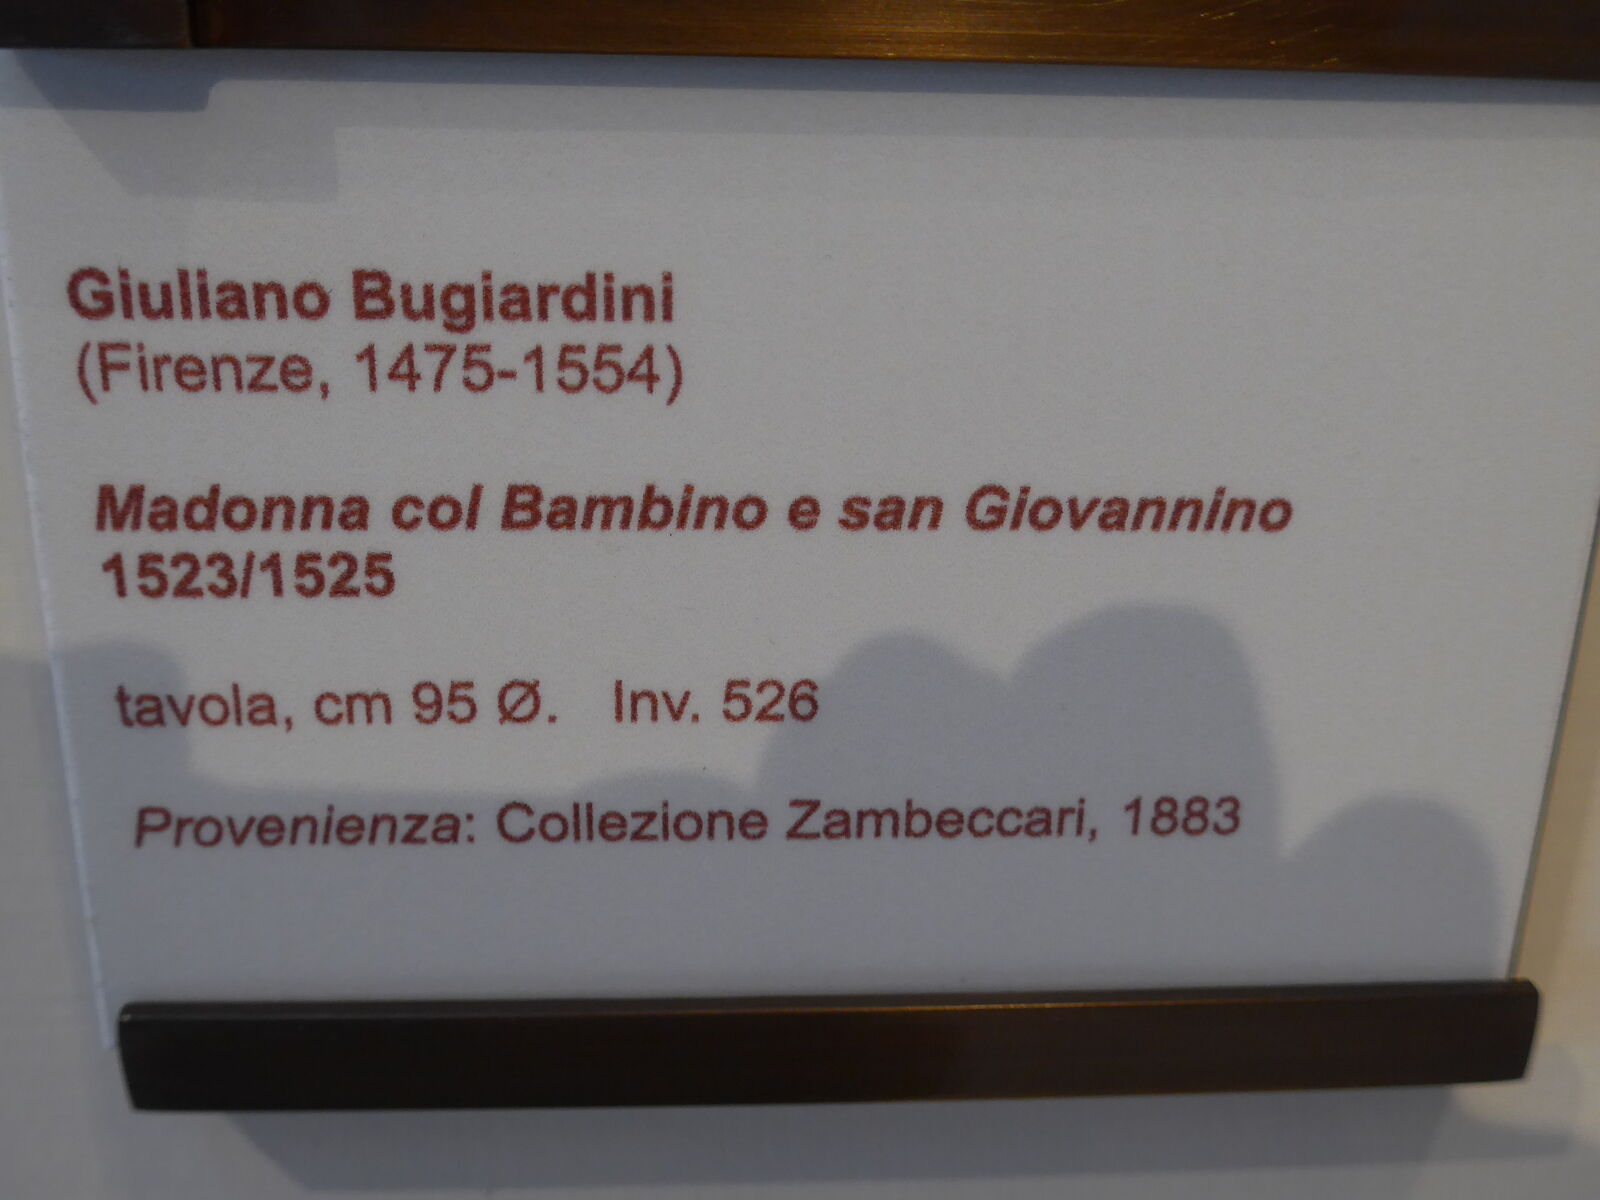 Giuliano Bugiardini
(Firenze, 1475-1554)
Madonna col Bambino e san Giovannino
1523/1525
tavola, cm 95 Ø. Inv. 526
Provenienza: Collezione Zambeccari, 1883